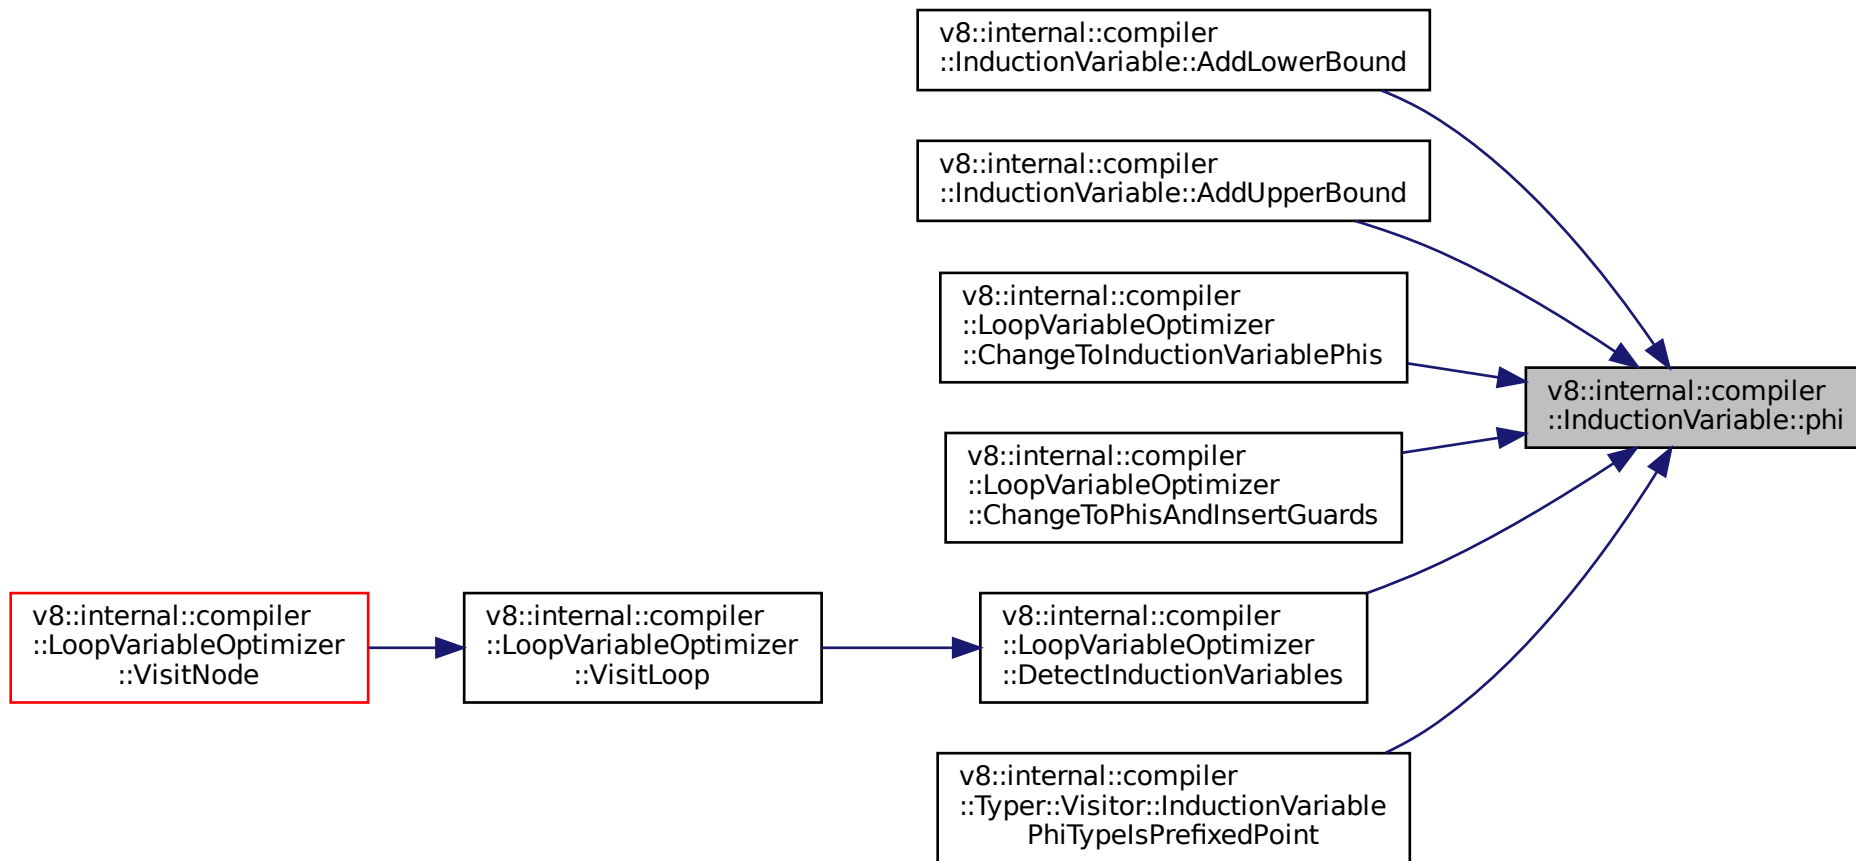 v8::internal::compiler
::InductionVariable::AddLowerBound
v8::internal::compiler
::InductionVariable::AddUpperBound
v8::internal::compiler
::LoopVariableOptimizer
::ChangeToInductionVariablePhis
v8::internal::compiler
::InductionVariable::phi
v8::internal::compiler
::LoopVariableOptimizer
::ChangeToPhisAndInsertGuards
v8::internal::compiler
::LoopVariableOptimizer
::VisitNode
v8::internal::compiler
::LoopVariableOptimizer
::VisitLoop
v8::internal::compiler
::LoopVariableOptimizer
::DetectInductionVariables
v8::internal::compiler
::Typer::Visitor::InductionVariable
PhiTypeIsPrefixedPoint